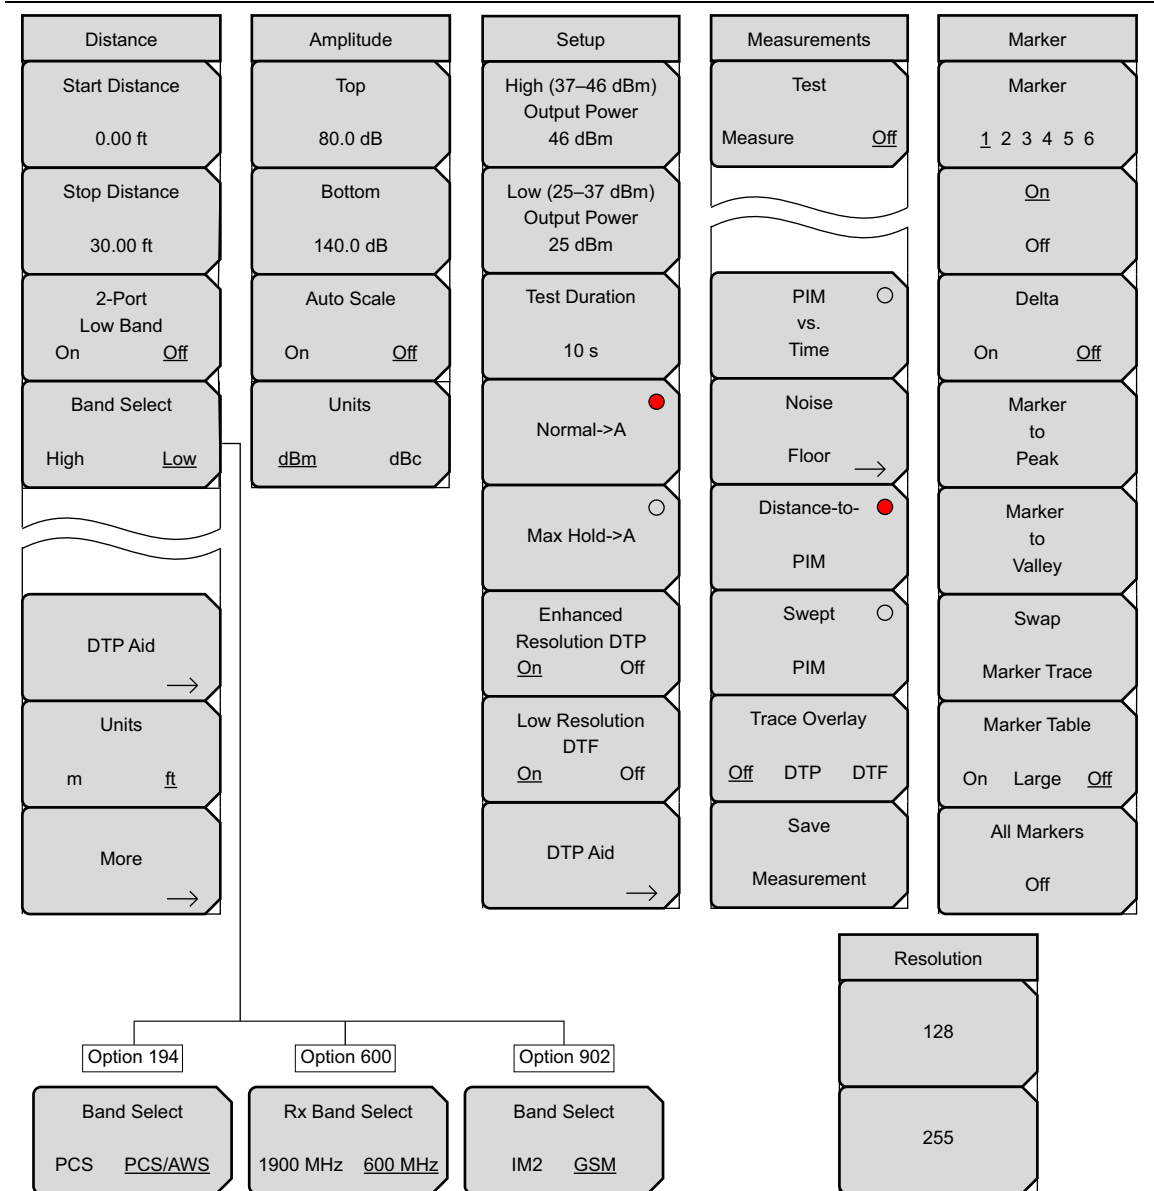 Distance
Start Distance
0.00 ft
Stop Distance
30.00 ft
2-Port
Low Band
On Off
Band Select
High Low
DTP Aid
Units
m ft
More
Amplitude
Top
80.0 dB
Bottom
140.0 dB
Auto Scale
On Off
Units
dBm dBc
Setup
High (37–46 dBm)
Output Power
46 dBm
Low (25–37 dBm)
Output Power
25 dBm
Test Duration
10 s
Normal->A
Max Hold->A
Enhanced
Resolution DTP
On Off
Low Resolution
DTF
On Off
DTP Aid
Measurements
Test
Measure Off
PIM
vs.
Time
Noise
Floor
Distance-to-
PIM
Swept
PIM
Trace Overlay
Off DTP DTF
Save
Measurement
Marker
Marker
1 2 3 4 5 6
On
Off
Delta
On Off
Marker
to
Peak
Marker
to
Valley
Swap
Marker Trace
Marker Table
On Large Off
All Markers
Off
Option 194
Band Select
PCS PCS/AWS
Option 600
Rx Band Select
1900 MHz 600 MHz
Option 902
Band Select
IM2 GSM
Resolution
128
255